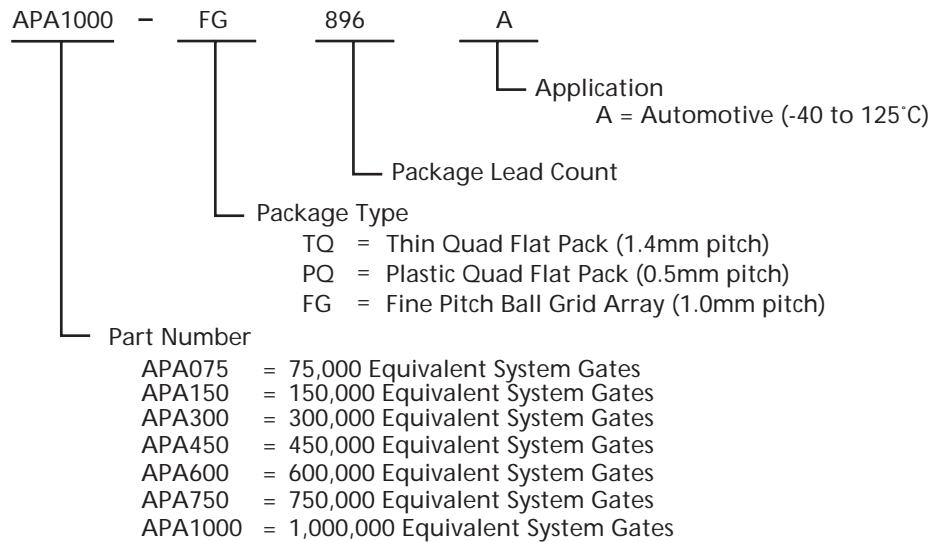 APA1000 – FG 896 A
Application
A = Automotive (-40 to 125˚C)
Package Lead Count
Package Type
TQ = Thin Quad Flat Pack (1.4mm pitch)
PQ = Plastic Quad Flat Pack (0.5mm pitch)
FG = Fine Pitch Ball Grid Array (1.0mm pitch)
Part Number
APA075 = 75,000 Equivalent System Gates
APA150 = 150,000 Equivalent System Gates
APA300 = 300,000 Equivalent System Gates
APA450 = 450,000 Equivalent System Gates
APA600 = 600,000 Equivalent System Gates
APA750 = 750,000 Equivalent System Gates
APA1000 = 1,000,000 Equivalent System Gates